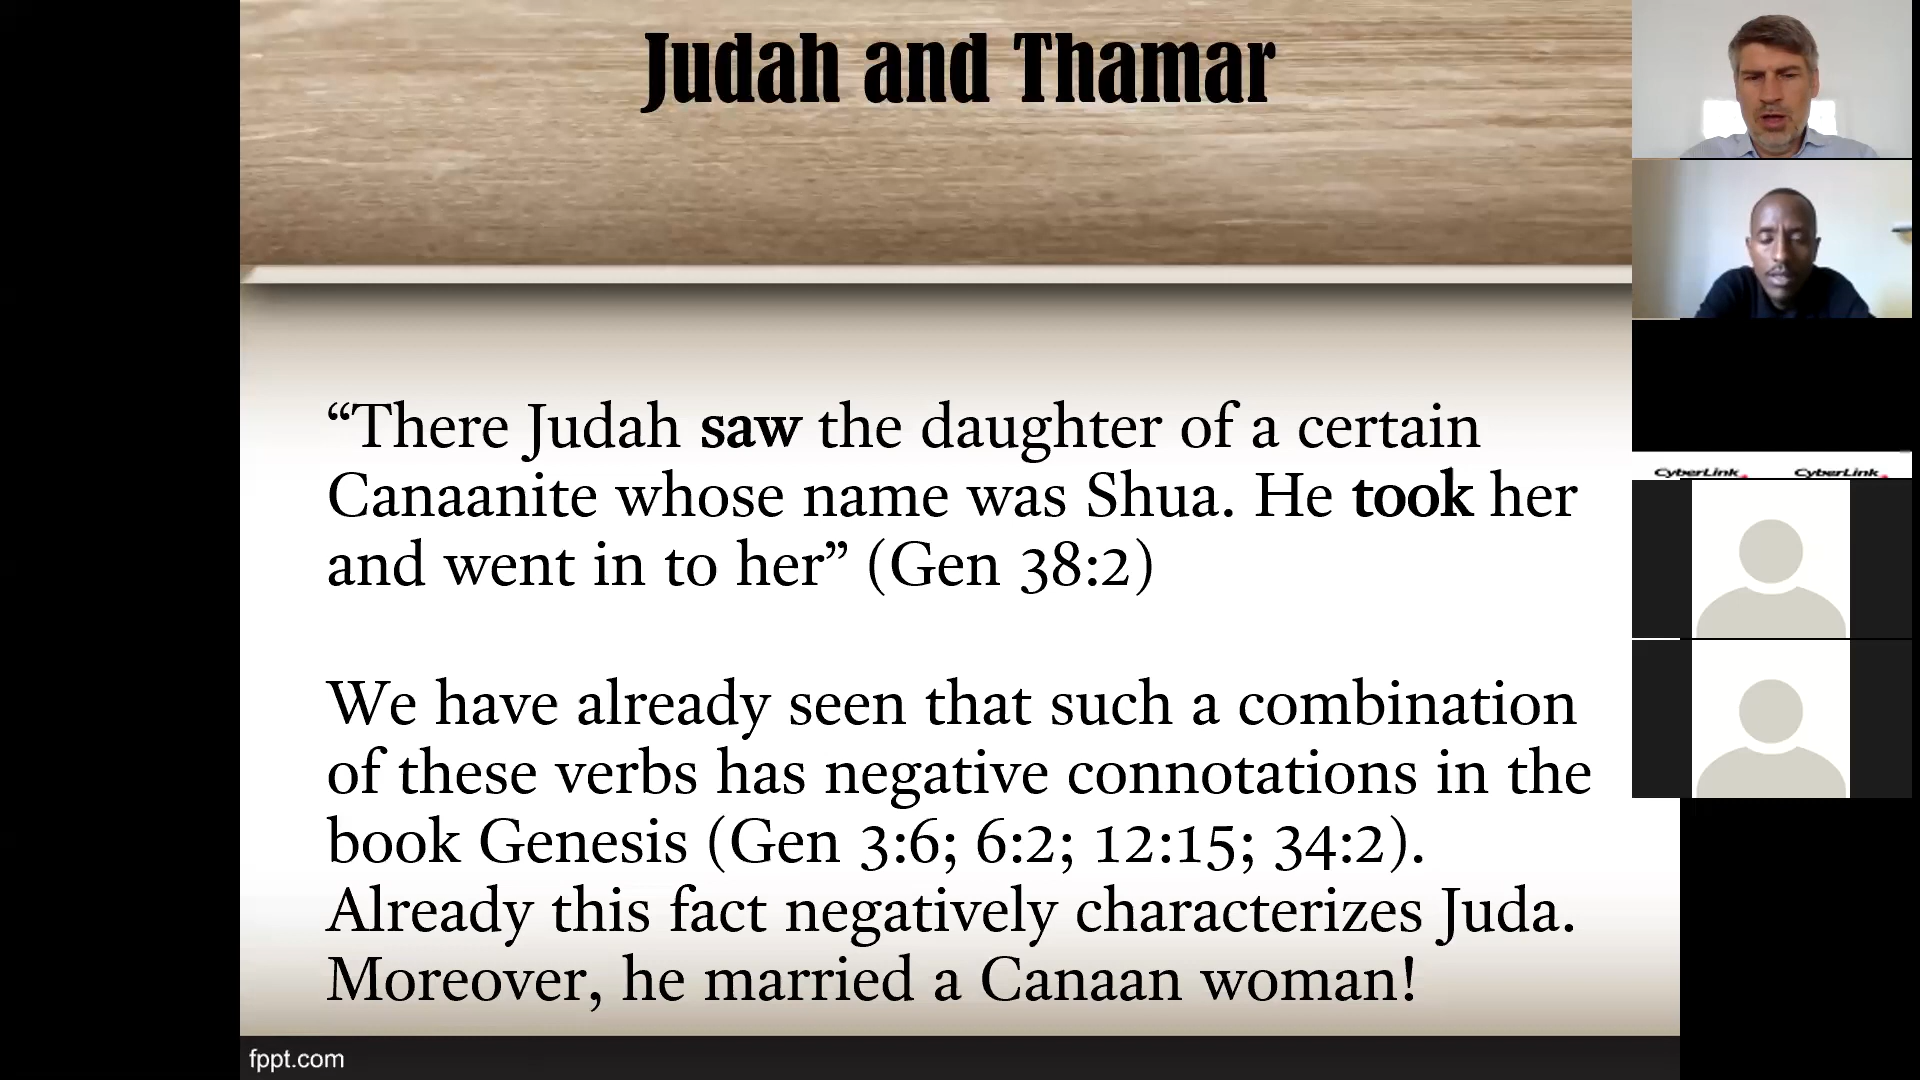 Judah and Thamar
“There Judah saw the daughter of a certain
Canaanite whose name was Shua. He took her
and went in to her” (Gen 38:2)
We have already seen that such a combination
of these verbs has negative connotations in the
book Genesis (Gen 3:6; 6:2; 12:15; 34:2).
Already this fact negatively characterizes Juda.
Moreover, he married a Canaan woman!
fppt.com
CyberLink CyberLink